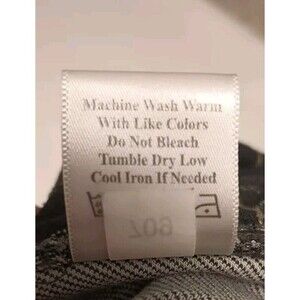 Machine Wash Warm
With Like Colors
Do Not Bleach
Tumble Dry Low
Cool Iron If Needed